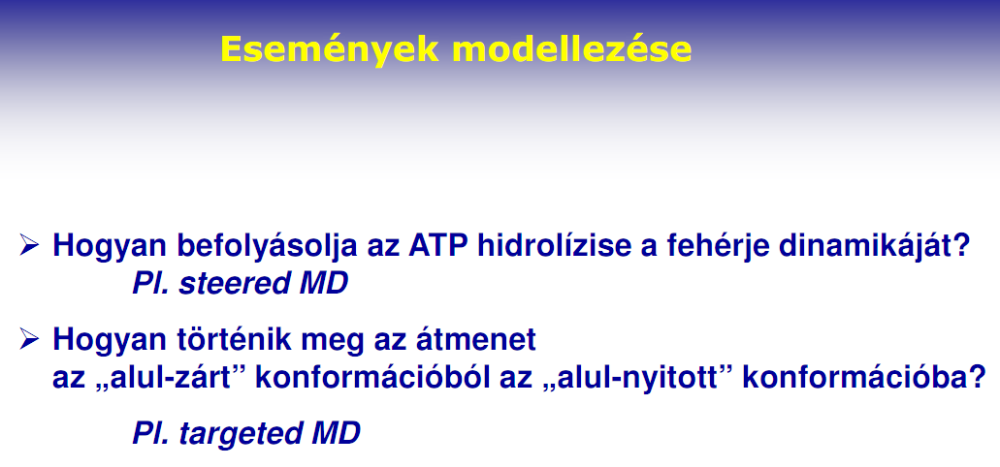 Események modellezése
Hogyan befolyásolja az ATP hidrolízise a fehérje dinamikáját?
Pl. steered MD
Hogyan történik meg az átmenet
az „alul-zárt” konformációból az „alul-nyitott” konformációba?
Pl. targeted MD